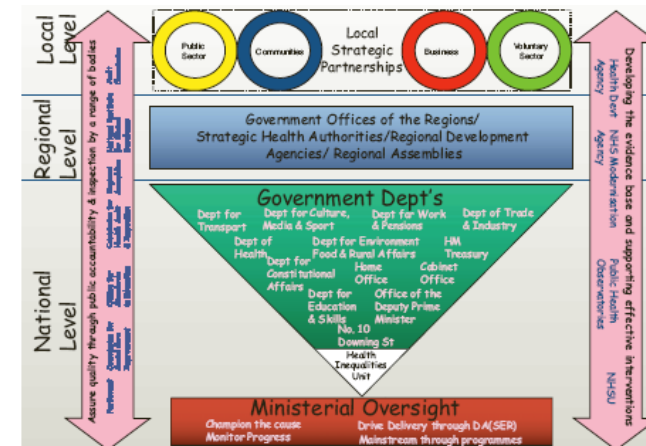 Local
Level
Public
Sector
Communities
Local
Strategic
Partnerships
Business
Voluntary
Sector
Regional
Level
Government Offices of the Regions/
Strategic Health Authorities/Regional Development
Agencies/ Regional Assemblies
National
Level
Government Dept's
Dept for
Transport
Dept for Culture,
Media & Sport
Dept for Work
& Pensions
Dept of Trade
& Industry
Dept of
Health
Dept for Environment
Food & Rural Affairs
HM
Treasury
Dept for
Constitutional
Affairs
Home
Office
Cabinet
Office
Dept for
Education
& Skills
Office of the
Deputy Prime
Minister
No. 10
Downing St
Health
Inequalities
Unit
Ministerial Oversight
Champion the cause
Monitor Progress
Drive Delivery through DA(SER)
Mainstream through programmes
Assure quality through public accountability & inspection by a range of bodies
Developing the evidence base and supporting effective interventions
Health Devt
Agency
NHS Modernisation
Agency
Public Health
Observatories
NHSU